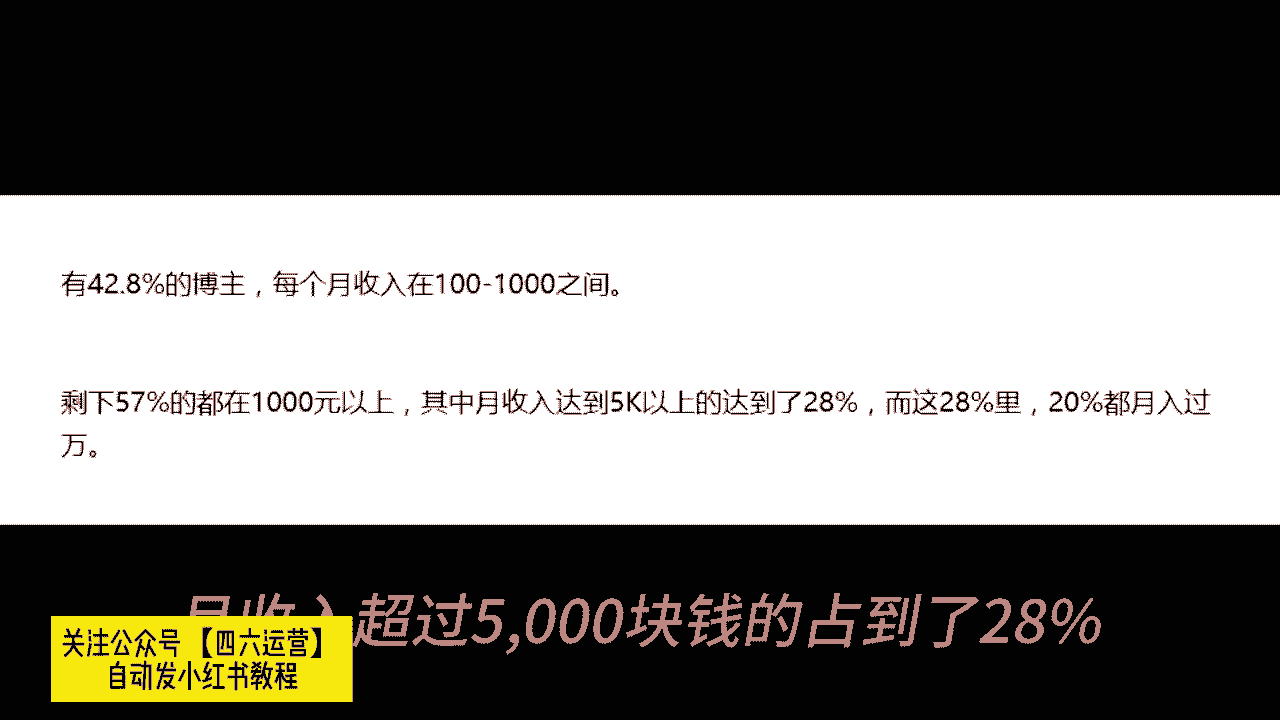 有42.8%的博主，每个月收入在100-1000之间。
剩下57%的都在1000元以上，其中月收入达到5K以上的达到了28%，而这28%里，20%都月入过
万。
月收入超过5,000块钱的占到了28%
关注公众号【四六运营】
自动发小红书教程